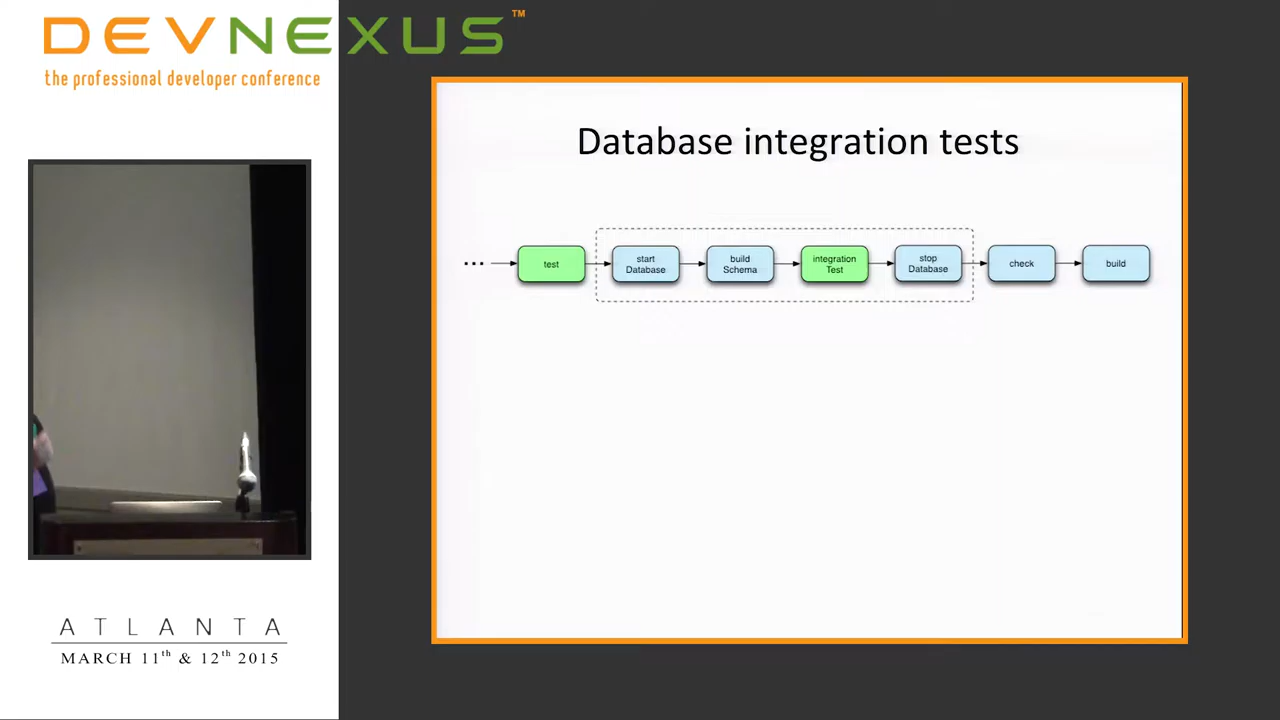 DEVNEXUS™
the professional developer conference
Database integration tests
... test
start
Database
build
Schema
integration
Test
stop
Database
check
build
ATLANTA
MARCH 11th & 12th 2015